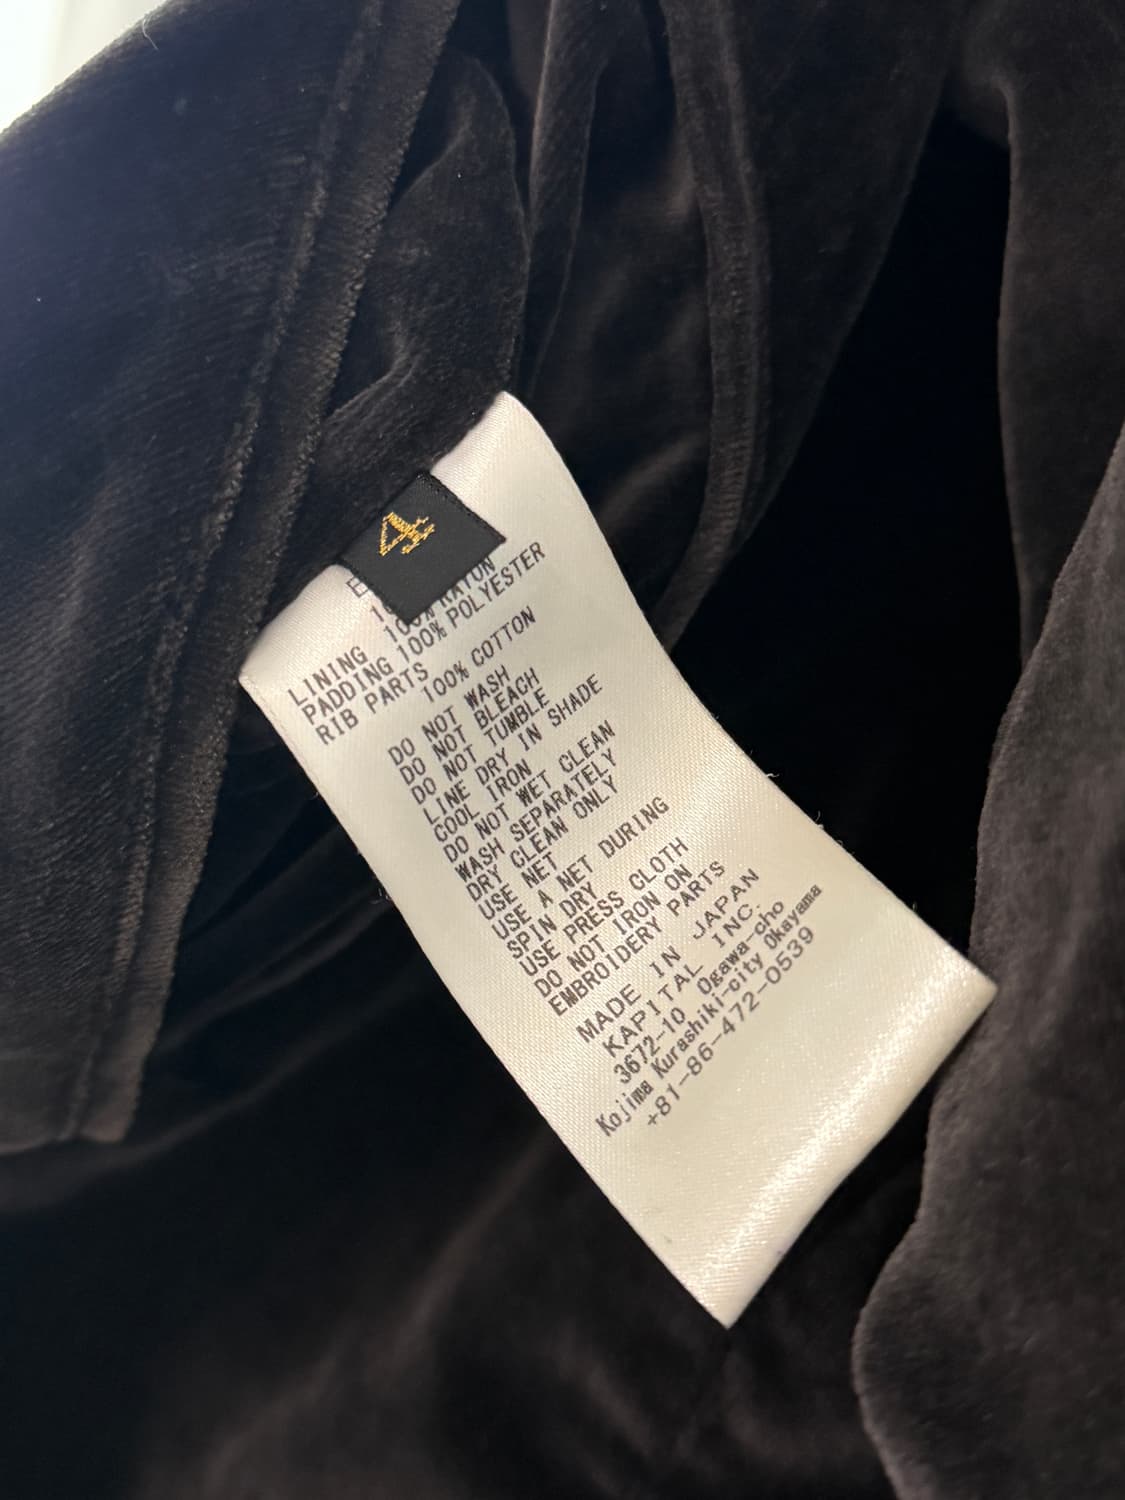 4
100% RAYON
LINING 100% POLYESTER
PADDING 100%
RIB PARTS
100% COTTON
DO NOT WASH
DO NOT BLEACH
DO NOT TUMBLE
LINE DRY IN SHADE
COOL IRON
DO NOT WET CLEAN
WASH SEPARATELY
DRY CLEAN ONLY
USE NET
USE A NET DURING
SPIN DRY
USE PRESS CLOTH
DO NOT IRON ON
EMBROIDERY PARTS
MADE IN JAPAN
KAPITAL INC.
3672-10 Ogawa-cho
Kojima Kurashiki-city Okayama
+81-86-472-0539